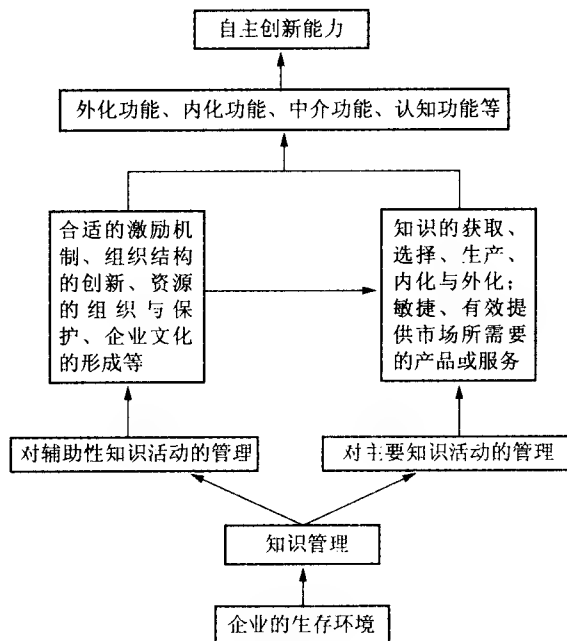 自主创新能力
外化功能、内化功能、中介功能、认知功能等
合适的激励机
制、组织结构
的创新、资源
的组织与保
护、企业文化
的形成等
知识的获取、
选择、生产、
内化与外化；
敏捷、有效提
供市场所需要
的产品或服务
对辅助性知识活动的管理
对主要知识活动的管理
知识管理
企业的生存环境